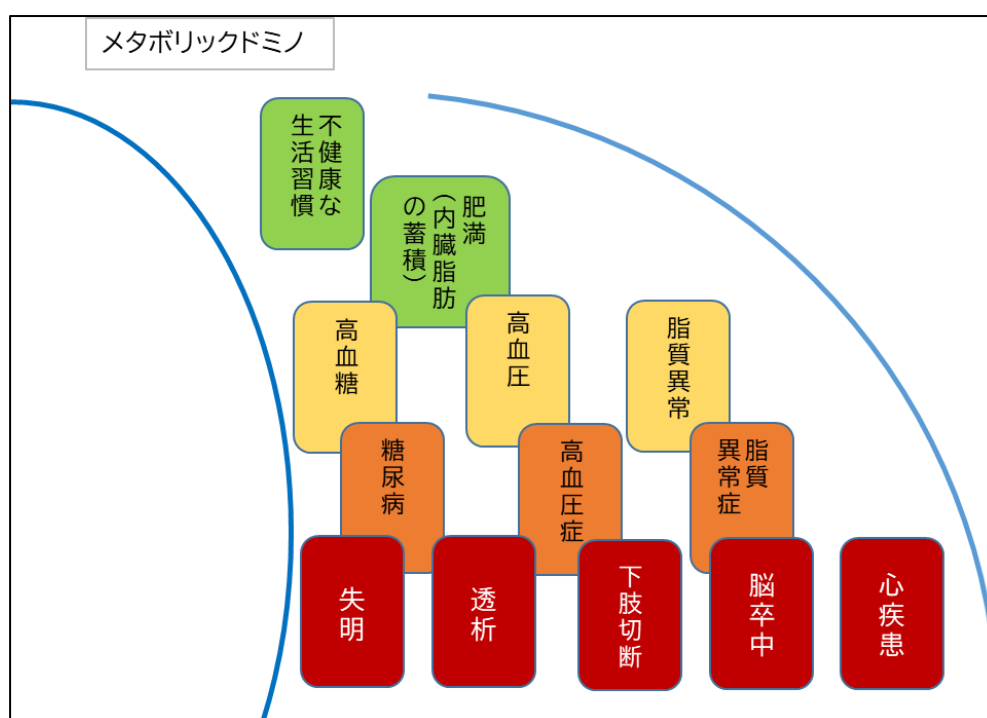 メタボリックドミノ
不健康な
生活習慣
肥満
(内臓脂肪
の蓄積)
高血糖
高血圧
脂質異常
糖尿病
高血圧症
脂質
異常症
失明
透析
下肢切断
脳卒中
心疾患